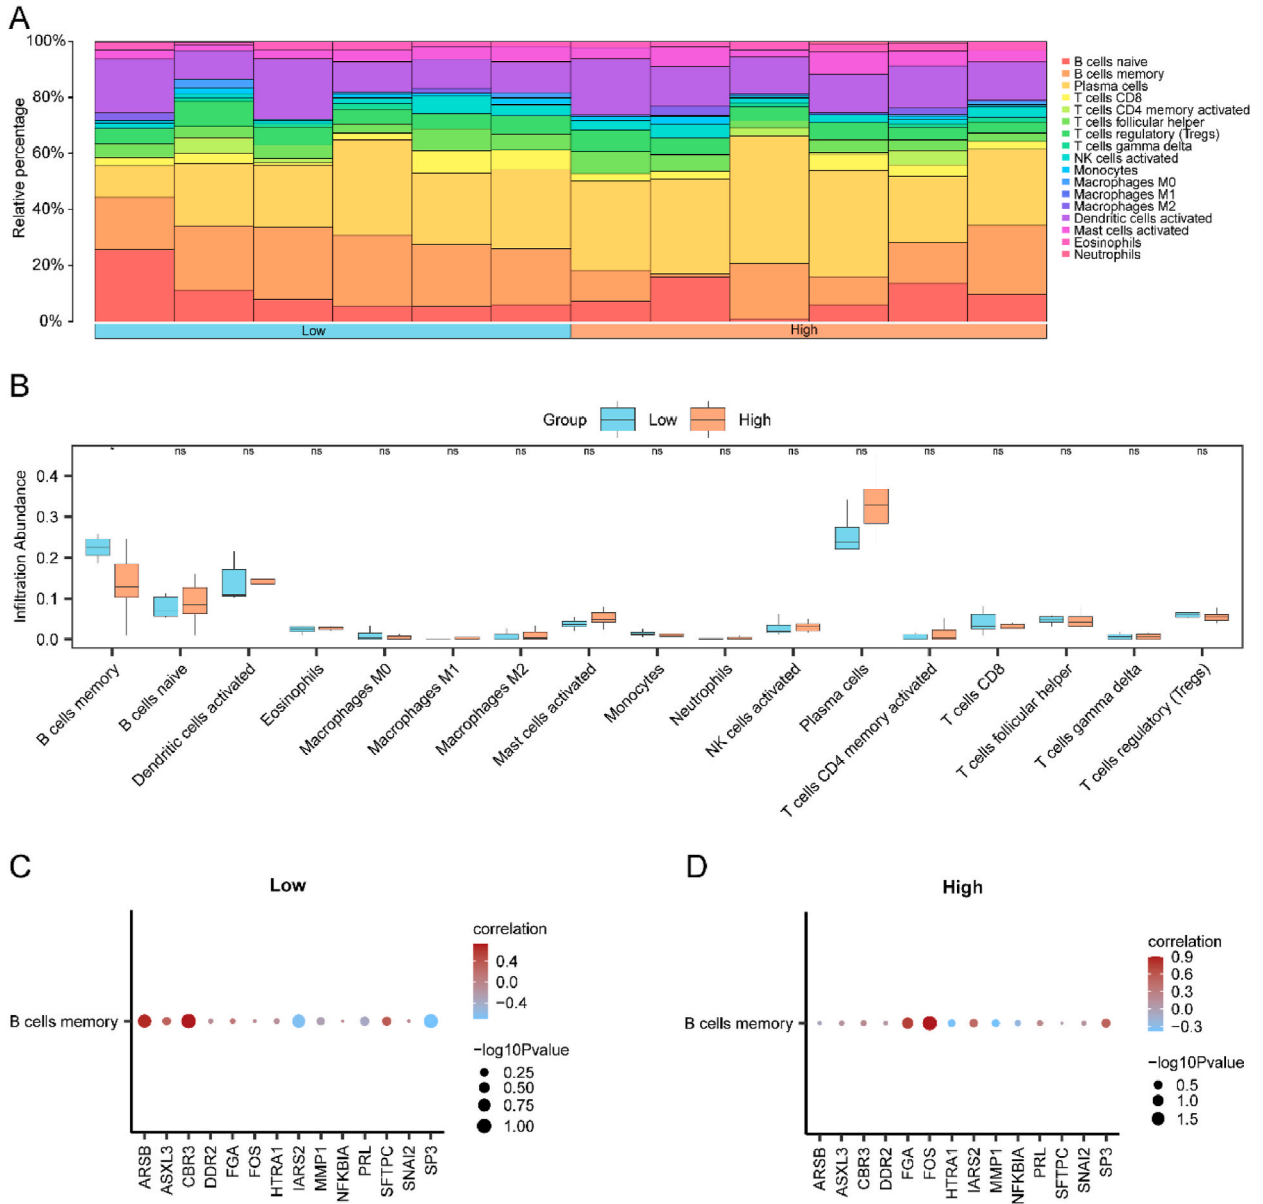 A
100%
80%
60%
40%
20%
0%
Relative percentage
Low
High
B cells naive
B cells memory
Plasma cells
T cells CD8
T cells CD4 memory activated
T cells follicular helper
T cells regulatory (Tregs)
T cells gamma delta
NK cells activated
Monocytes
Macrophages M0
Macrophages M1
Macrophages M2
Dendritic cells activated
Mast cells activated
Eosinophils
Neutrophils
B
Group Low High
ns ns ns ns ns ns ns ns ns ns ns ns ns ns ns ns
0.4
0.3
0.2
0.1
0.0
Infiltration Abundance
B cells memory
B cells naive
Dendritic cells activated
Eosinophils
Macrophages M0
Macrophages M1
Macrophages M2
Mast cells activated
Monocytes
Neutrophils
NK cells activated
Plasma cells
T cells CD4 memory activated
T cells CD8
T cells follicular helper
T cells gamma delta
T cells regulatory (Tregs)
C
Low
B cells memory
ARSB
ASXL3
CBR3
DDR2
FGA
FOS
HTRA1
IARS2
MMP1
NFKBIA
PRL
SFTPC
SNAI2
SP3
correlation
0.4
0.0
−0.4
−log10Pvalue
0.25
0.50
0.75
1.00
D
High
B cells memory
ARSB
ASXL3
CBR3
DDR2
FGA
FOS
HTRA1
IARS2
MMP1
NFKBIA
PRL
SFTPC
SNAI2
SP3
correlation
0.9
0.6
0.3
0.0
−0.3
−log10Pvalue
0.5
1.0
1.5